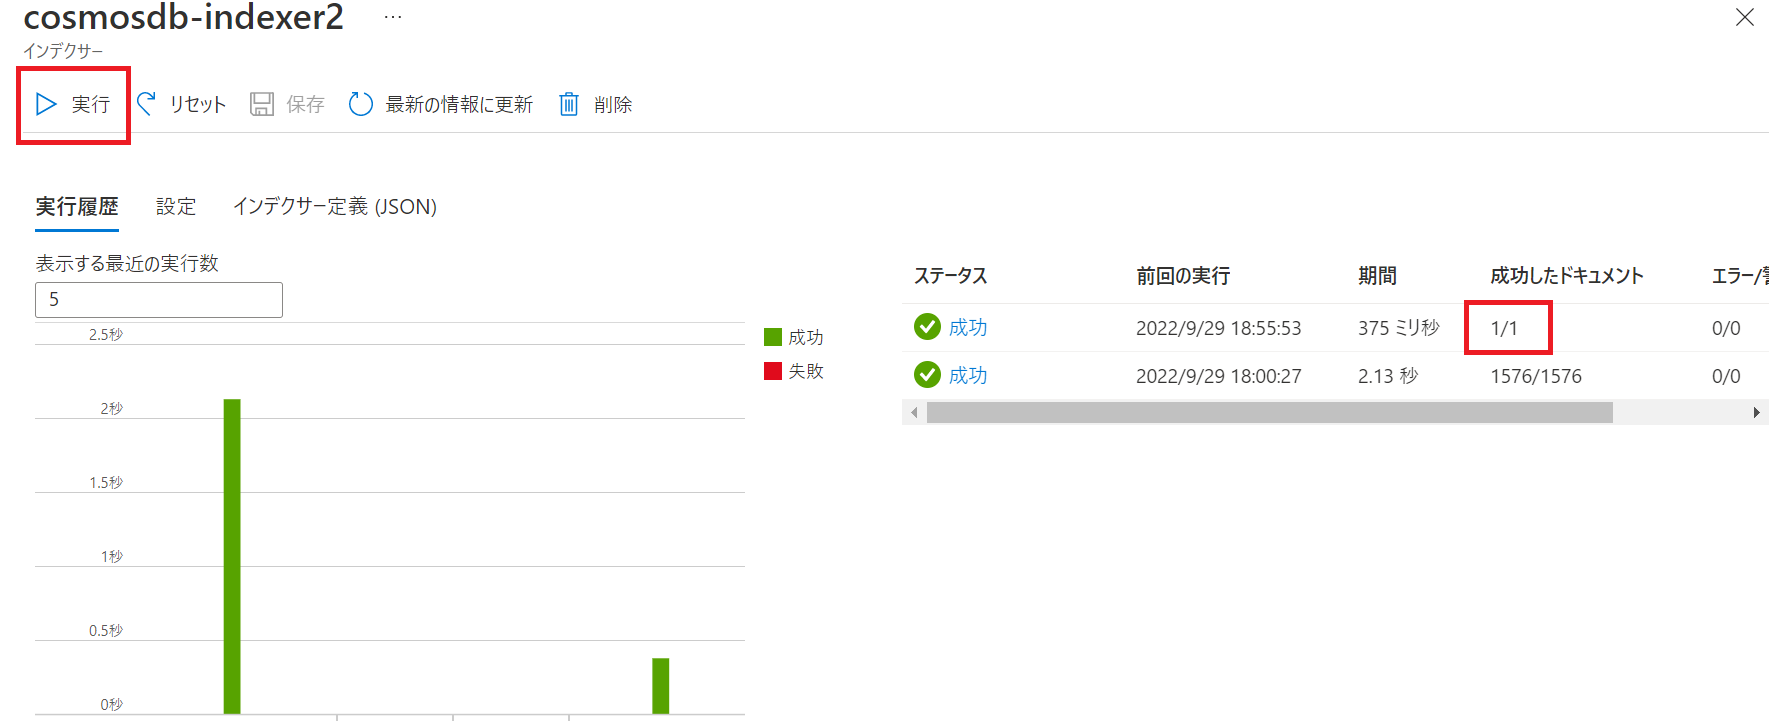 cosmosdb-indexer2 …
インデクサー
実行 リセット 保存 最新の情報に更新 削除
実行履歴 設定 インデクサー定義 (JSON)
表示する最近の実行数
5
2.5秒
2秒
1.5秒
1秒
0.5秒
0秒
成功
失敗
ステータス 前回の実行 期間 成功したドキュメント エラー/
成功 2022/9/29 18:55:53 375 ミリ秒 1/1 0/0
成功 2022/9/29 18:00:27 2.13 秒 1576/1576 0/0